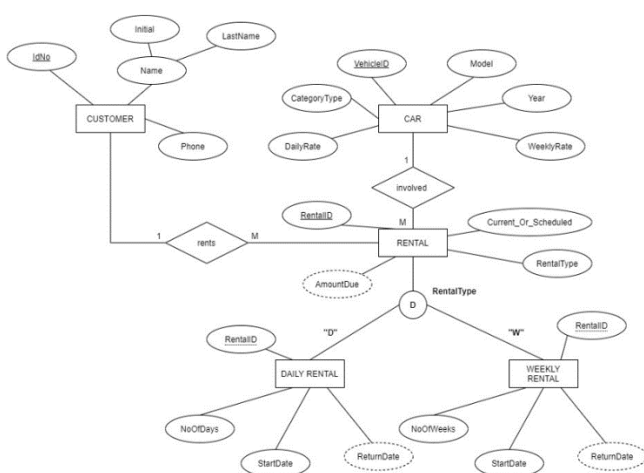 Initial
LastName
IdNo
Name
CUSTOMER
Phone
VehicleID
Model
CategoryType
Year
CAR
DailyRate
WeeklyRate
1
involved
RentalID
M
Current_Or_Scheduled
1
rents
M
RENTAL
RentalType
AmountDue
RentalType
D
"D"
"W"
RentalID
RentalID
DAILY RENTAL
WEEKLY
RENTAL
NoOfDays
NoOfWeeks
StartDate
ReturnDate
StartDate
ReturnDate